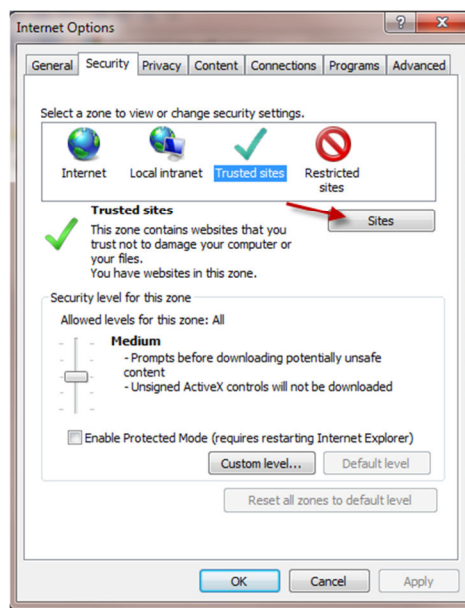 Internet Options
General Security Privacy Content Connections Programs Advanced
Select a zone to view or change security settings.
Internet Local intranet Trusted sites Restricted
sites
Trusted sites
Sites
This zone contains websites that you
trust not to damage your computer or
your files.
You have websites in this zone.
Security level for this zone
Allowed levels for this zone: All
Medium
- Prompts before downloading potentially unsafe
content
- Unsigned ActiveX controls will not be downloaded
Enable Protected Mode (requires restarting Internet Explorer)
Custom level... Default level
Reset all zones to default level
OK Cancel Apply